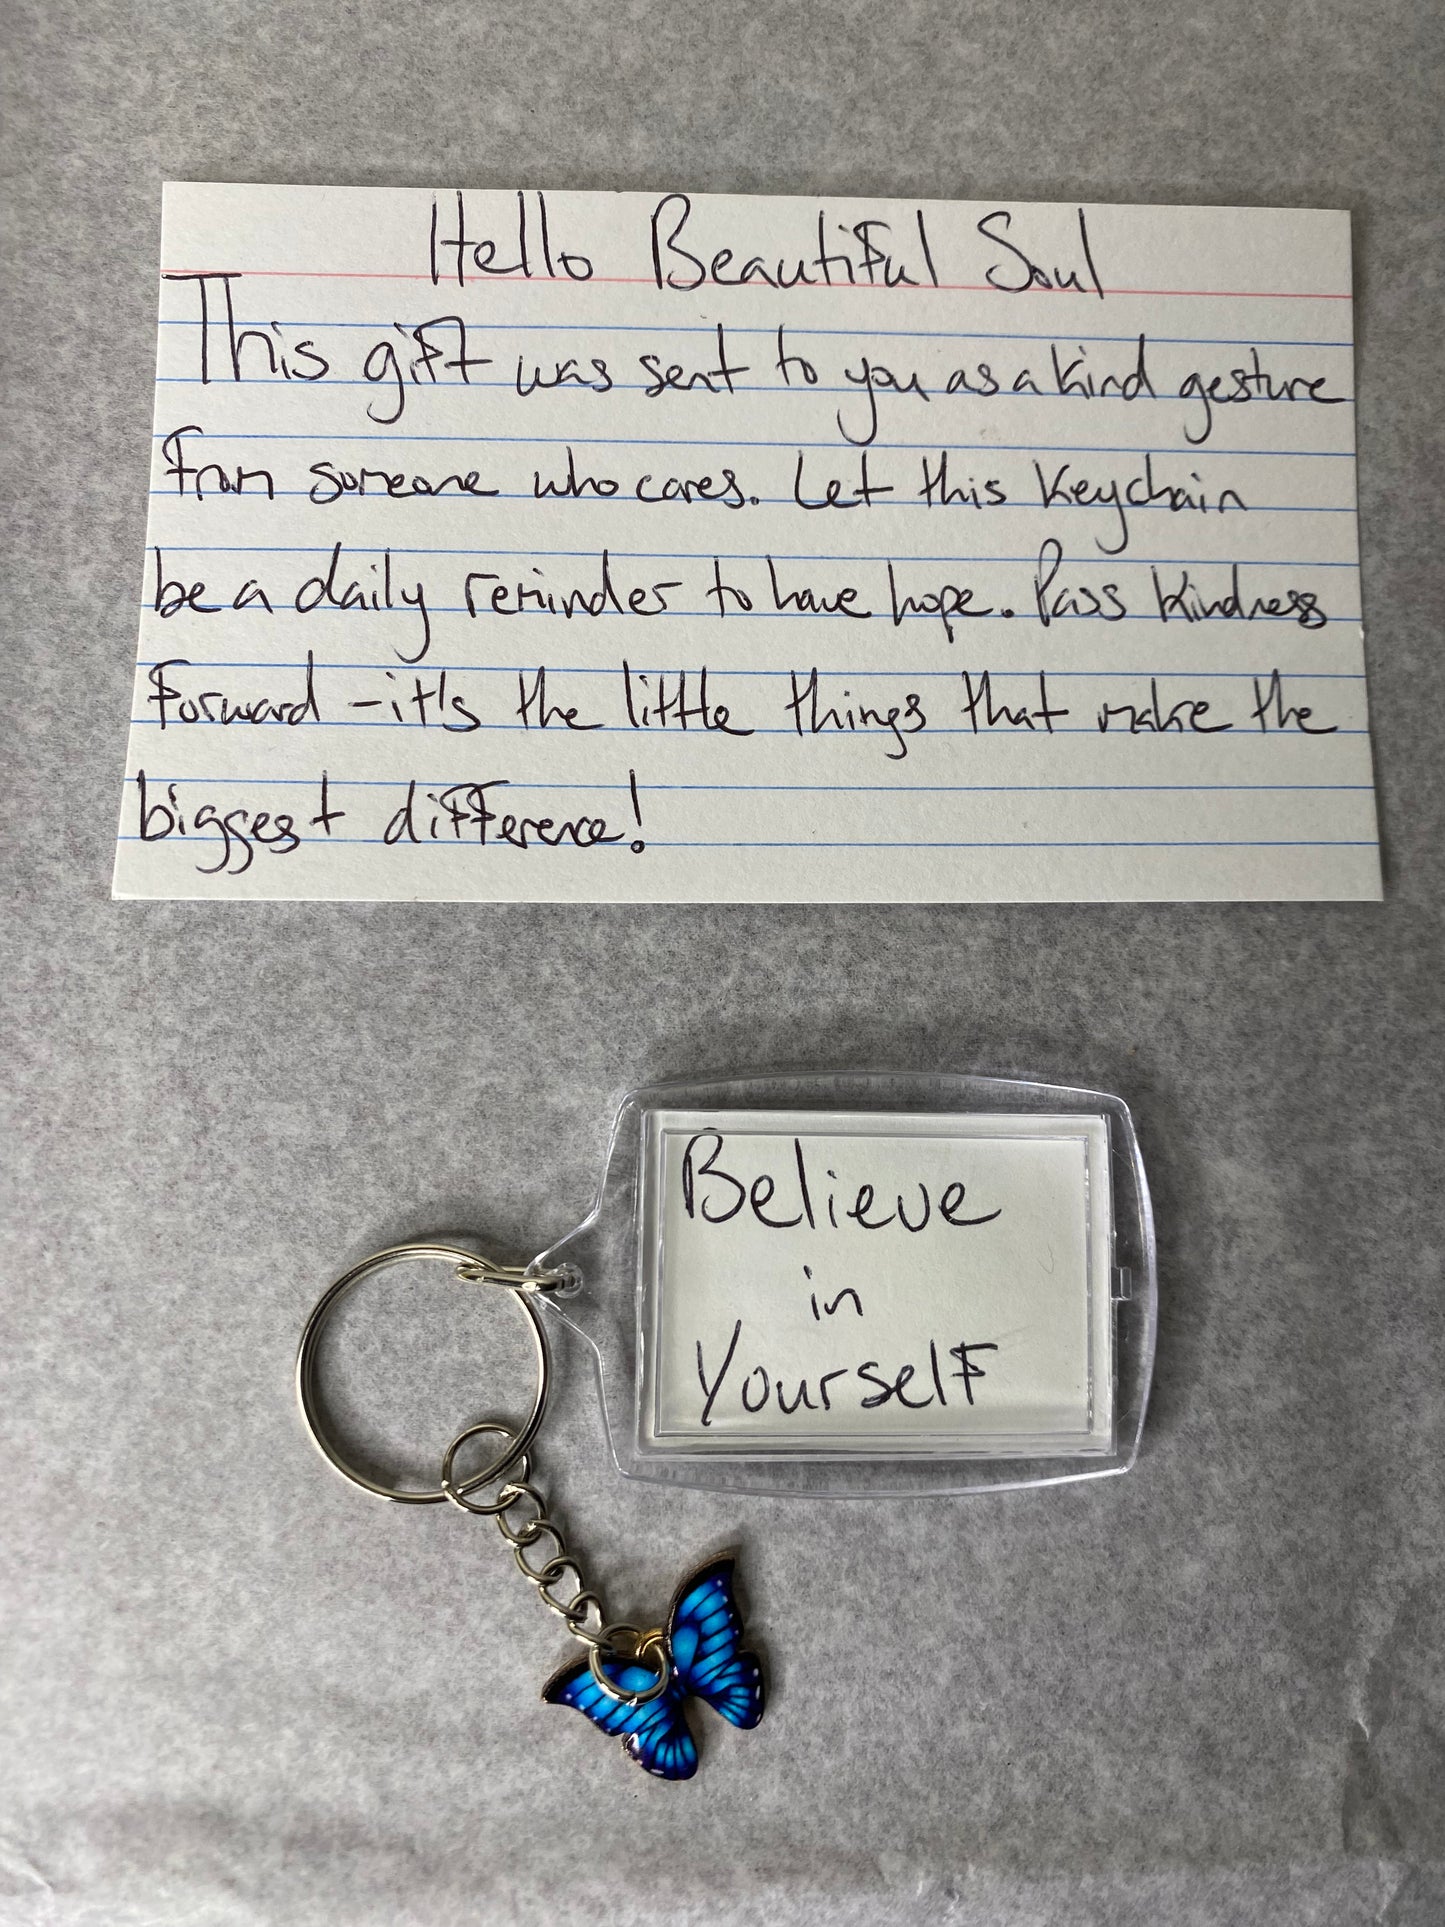 Hello Beautiful Soul
This gift was sent to you as a kind gesture
from someone who cares. Let this keychain
be a daily reminder to have hope. Pass kindness
forward - it's the little things that make the
biggest difference!
Believe
in
Yourself